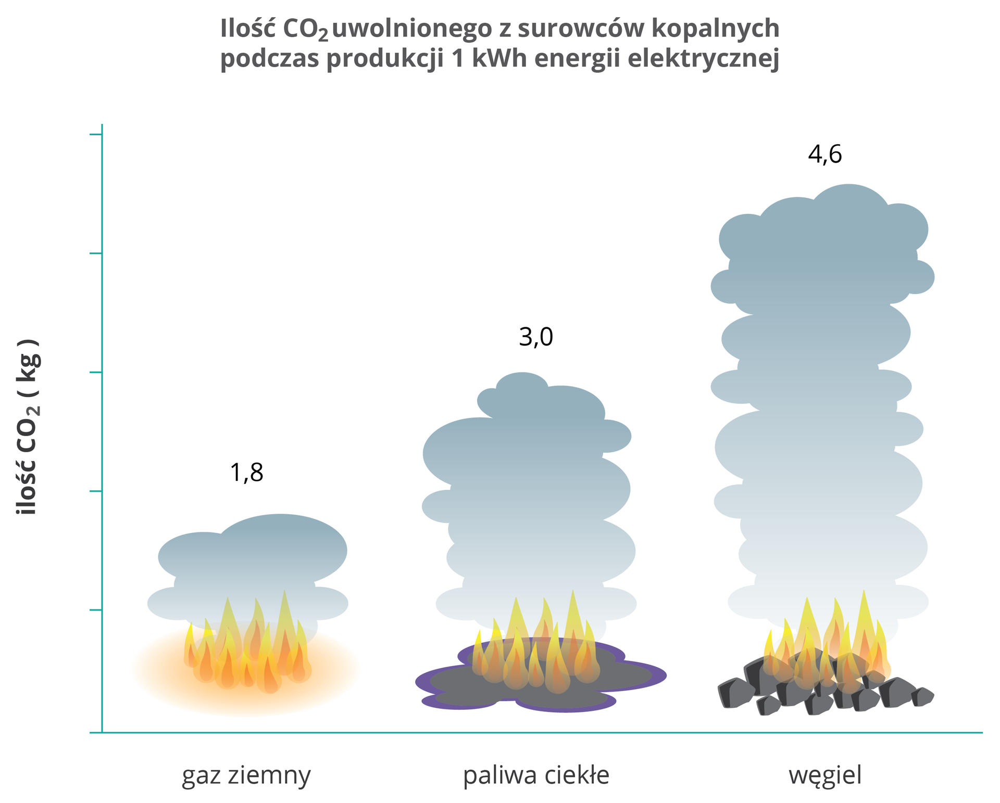 Ilość CO₂ uwolnionego z surowców kopalnych
podczas produkcji 1 kWh energii elektrycznej
ilość CO₂ ( kg )
1,8
3,0
4,6
gaz ziemny
paliwa ciekłe
węgiel